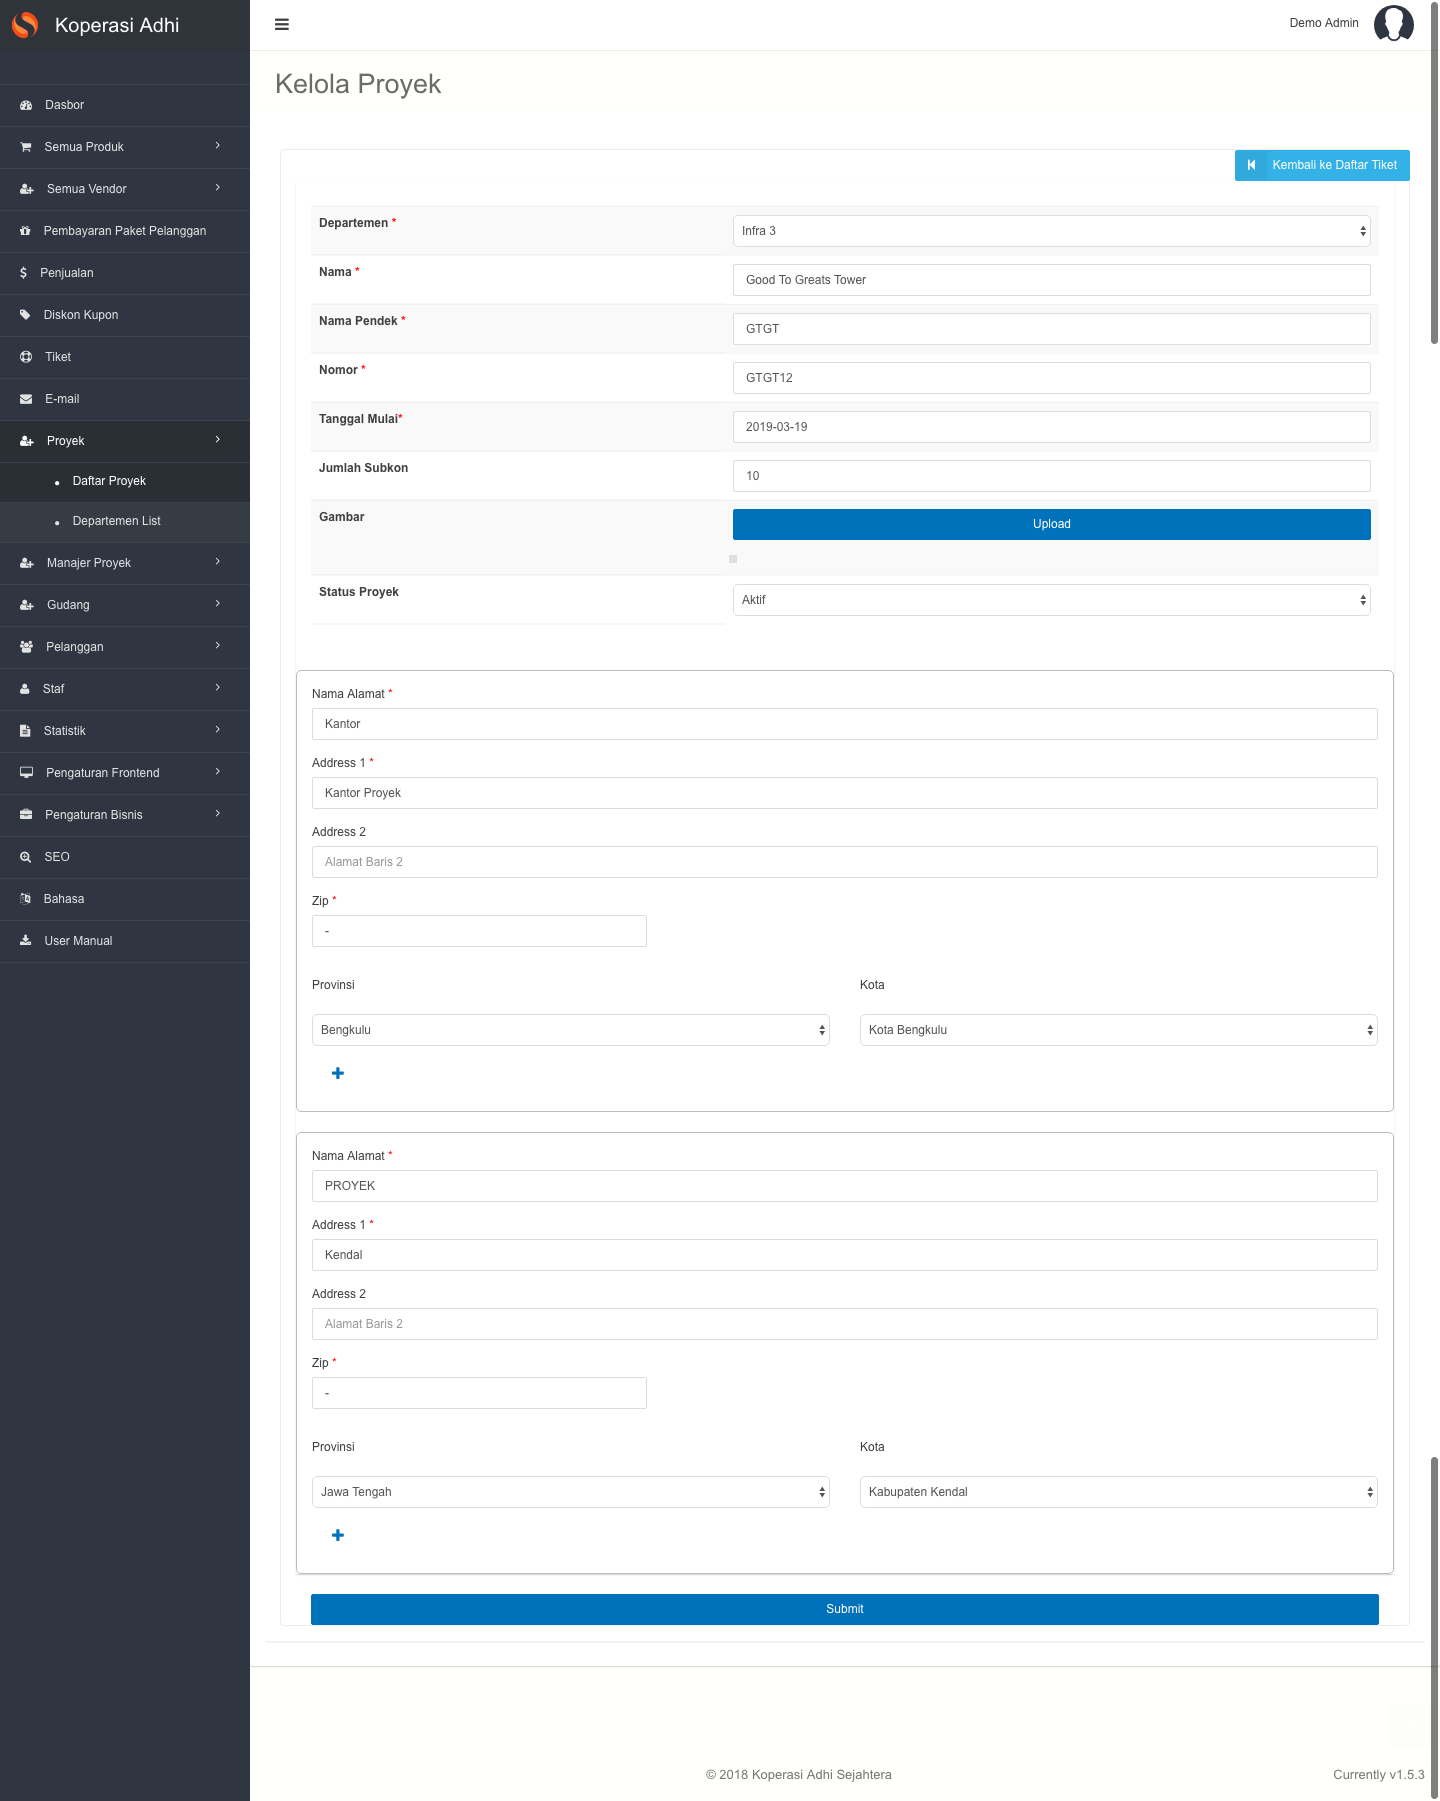 Koperasi Adhi
Demo Admin
Kelola Proyek
Dasbor
Semua Produk
Semua Vendor
Pembayaran Paket Pelanggan
Penjualan
Diskon Kupon
Tiket
E-mail
Proyek
Daftar Proyek
Departemen List
Manajer Proyek
Gudang
Pelanggan
Staf
Statistik
Pengaturan Frontend
Pengaturan Bisnis
SEO
Bahasa
User Manual
Kembali ke Daftar Tiket
Departemen *
Infra 3
Nama *
Good To Greats Tower
Nama Pendek *
GTGT
Nomor *
GTGT12
Tanggal Mulai*
2019-03-19
Jumlah Subkon
10
Gambar
Upload
Status Proyek
Aktif
Nama Alamat *
Kantor
Address 1 *
Kantor Proyek
Address 2
Alamat Baris 2
Zip *
-
Provinsi
Kota
Bengkulu
Kota Bengkulu
Nama Alamat *
PROYEK
Address 1 *
Kendal
Address 2
Alamat Baris 2
Zip *
-
Provinsi
Kota
Jawa Tengah
Kabupaten Kendal
Submit
© 2018 Koperasi Adhi Sejahtera
Currently v1.5.3